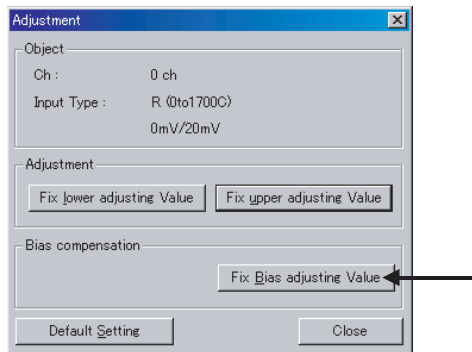 Adjustment
Object
Ch : 0 ch
Input Type : R (0to1700C)
0mV/20mV
Adjustment
Fix lower adjusting Value Fix upper adjusting Value
Bias compensation
Fix Bias adjusting Value
Default Setting Close